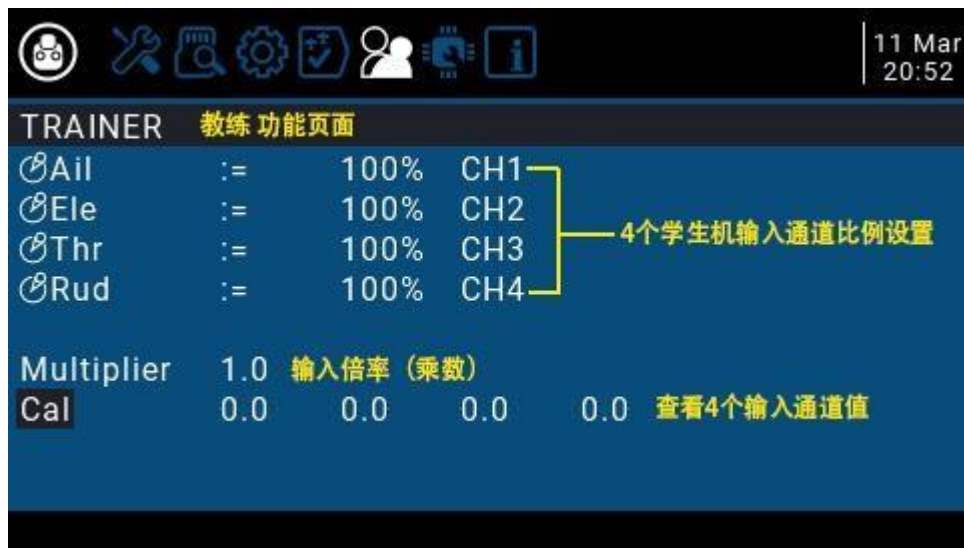 11 Mar
20:52
TRAINER 教练 功能页面
Ail := 100% CH1
Ele := 100% CH2
4个学生机输入通道比例设置
Thr := 100% CH3
Rud := 100% CH4
Multiplier 1.0 输入倍率（乘数）
Cal 0.0 0.0 0.0 0.0 查看4个输入通道值